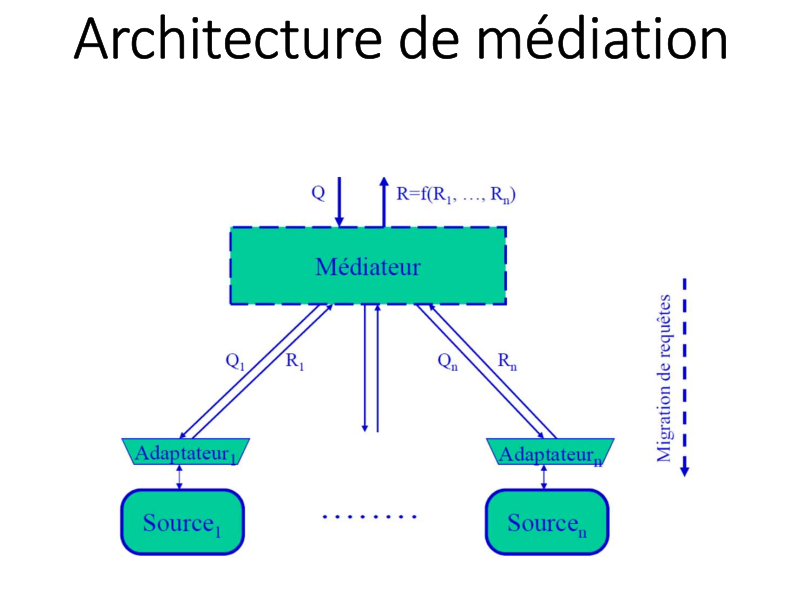 Architecture de médiation
Q
R=f(R1, …, Rn)
Médiateur
Q1
R1
Qn
Rn
Migration de requêtes
Adaptateur1
Adaptateurn
Source1
........
Sourcen